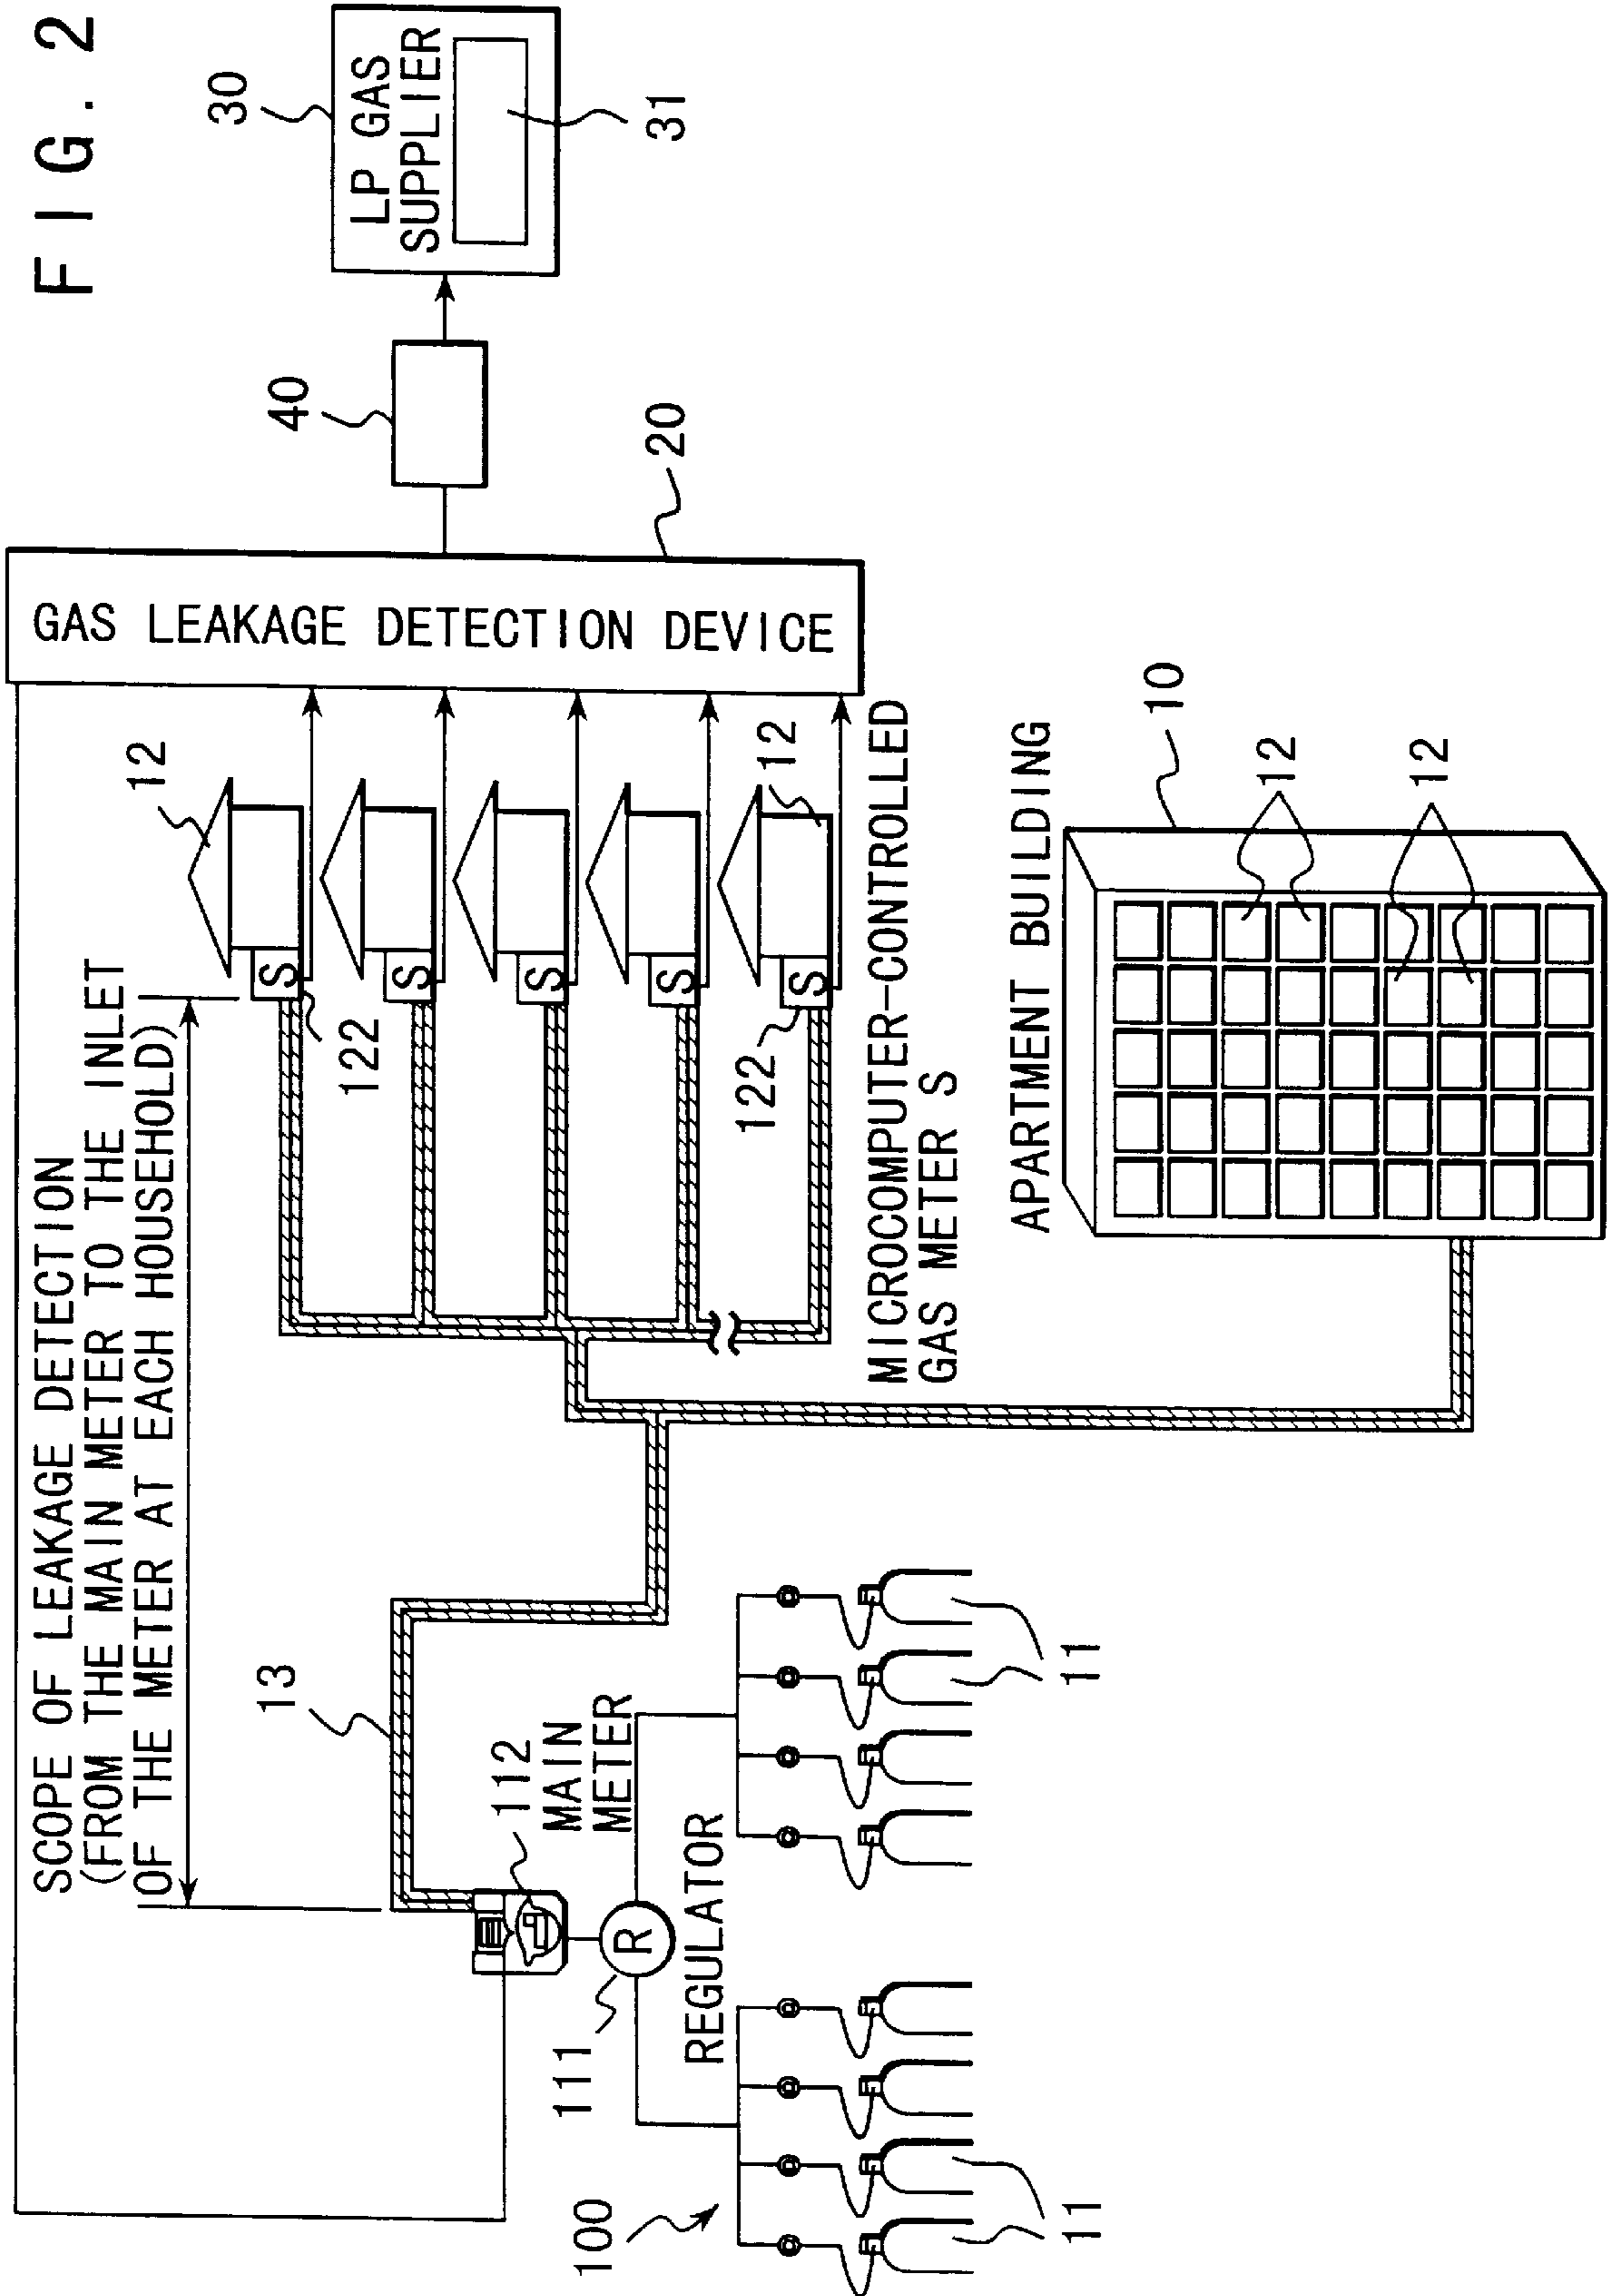 FIG. 2
SCOPE OF LEAKAGE DETECTION
(FROM THE MAIN METER TO THE INLET
OF THE METER AT EACH HOUSEHOLD)
12
30
LP GAS
SUPPLIER
31
40
GAS LEAKAGE DETECTION DEVICE
20
13
S
122
S
S
S
S
122
12
112
MAIN
METER
R
111
REGULATOR
MICROCOMPUTER-CONTROLLED
GAS METER S
100
11
11
APARTMENT BUILDING
10
12
12